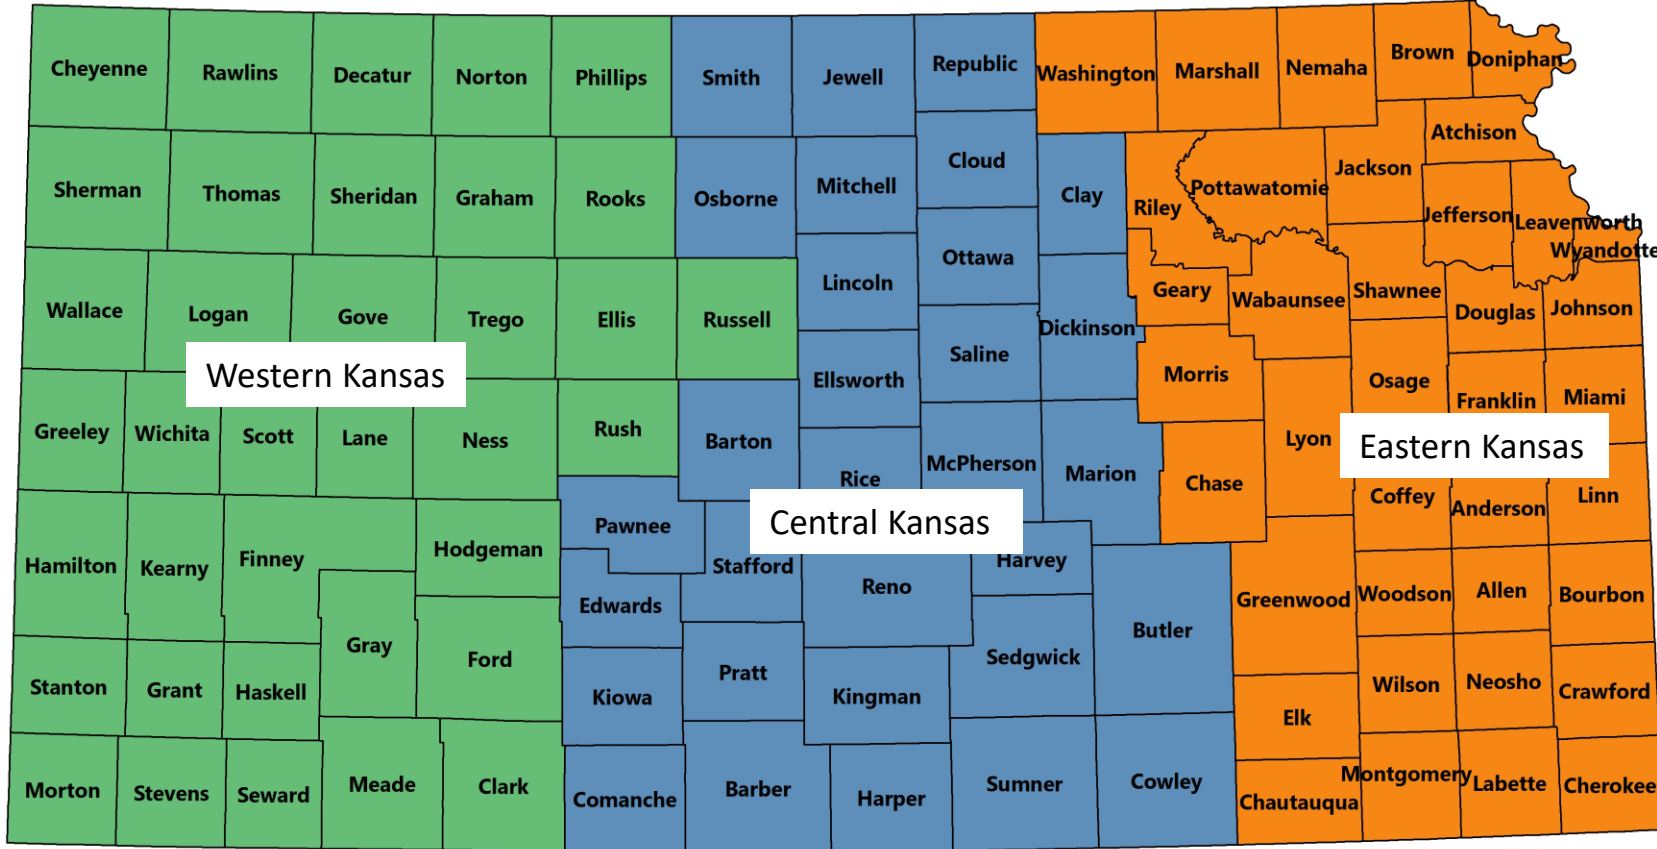 Cheyenne
Rawlins
Decatur
Norton
Phillips
Smith
Jewell
Republic
Washington
Marshall
Nemaha
Brown
Doniphan
Sherman
Thomas
Sheridan
Graham
Rooks
Osborne
Mitchell
Cloud
Clay
Riley
Pottawatomie
Jackson
Atchison
Jefferson
Leavenworth
Wyandotte
Wallace
Logan
Gove
Trego
Ellis
Russell
Lincoln
Ottawa
Saline
Dickinson
Geary
Wabaunsee
Shawnee
Douglas
Johnson
Western Kansas
Ellsworth
Morris
Osage
Franklin
Miami
Greeley
Wichita
Scott
Lane
Ness
Rush
Barton
Rice
McPherson
Marion
Chase
Lyon
Eastern Kansas
Coffey
Anderson
Linn
Central Kansas
Hamilton
Kearny
Finney
Hodgeman
Pawnee
Stafford
Edwards
Reno
Harvey
Butler
Greenwood
Woodson
Allen
Bourbon
Gray
Ford
Kiowa
Pratt
Kingman
Sedgwick
Stanton
Grant
Haskell
Elk
Wilson
Neosho
Crawford
Morton
Stevens
Seward
Meade
Clark
Comanche
Barber
Harper
Sumner
Cowley
Chautauqua
Montgomery
Labette
Cherokee